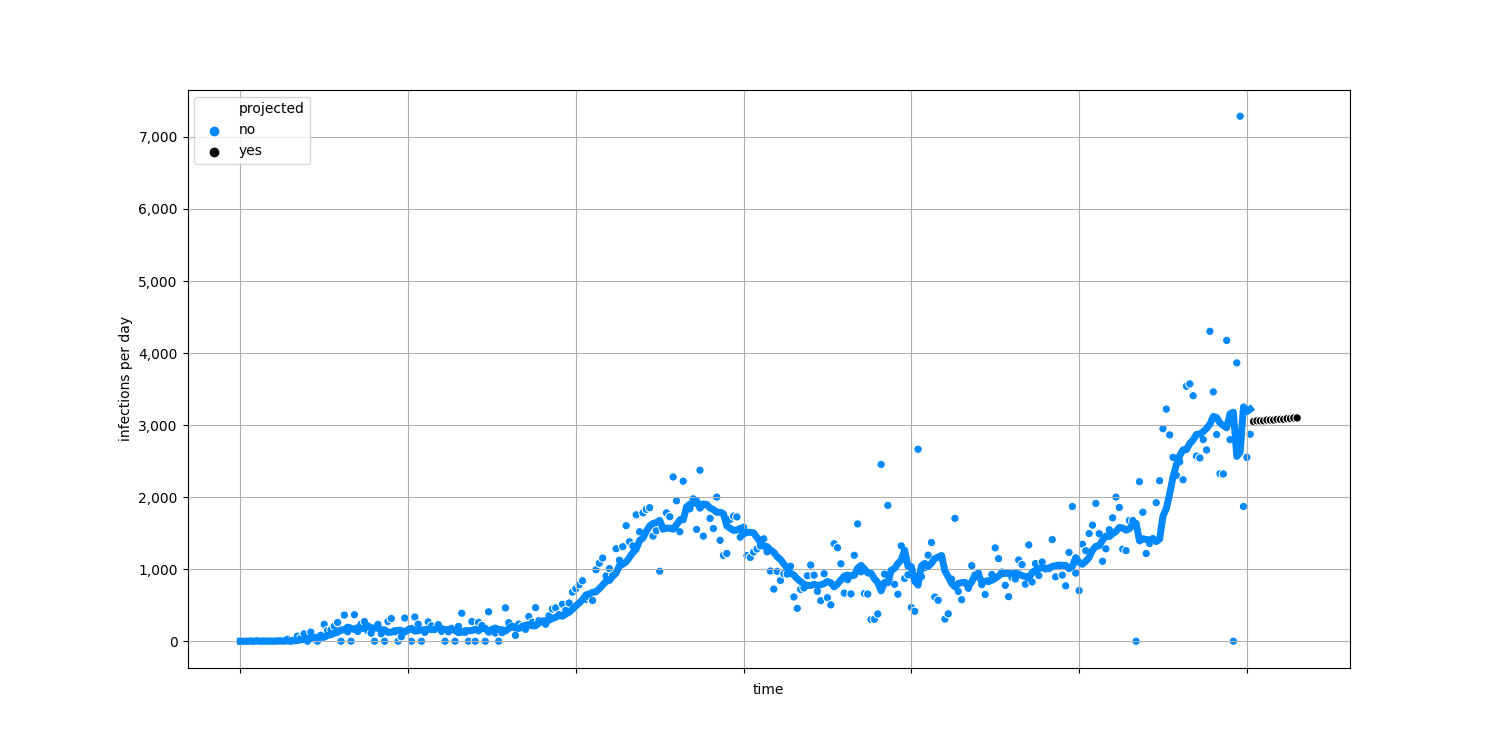 projected
no
yes
7,000
6,000
5,000
4,000
3,000
2,000
1,000
0
infections per day
time